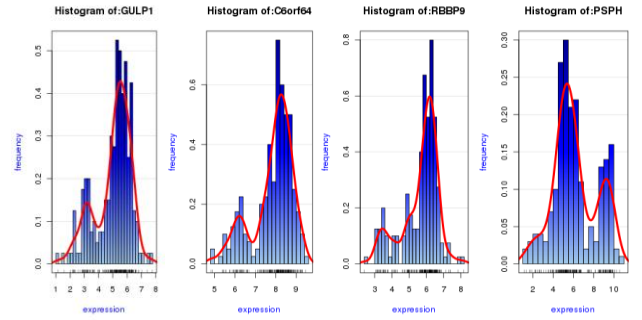 Histogram of:GULP1
Histogram of:C6orf64
Histogram of:RBBP9
Histogram of:PSPH
frequency
0.0 0.1 0.2 0.3 0.4 0.5
1 2 3 4 5 6 7 8
expression
frequency
0.0 0.2 0.4 0.6 0.8
5 6 7 8 9
expression
frequency
0.0 0.2 0.4 0.6 0.8
3 4 5 6 7 8
expression
frequency
0.00 0.05 0.10 0.15 0.20 0.25 0.30
2 4 6 8 10
expression